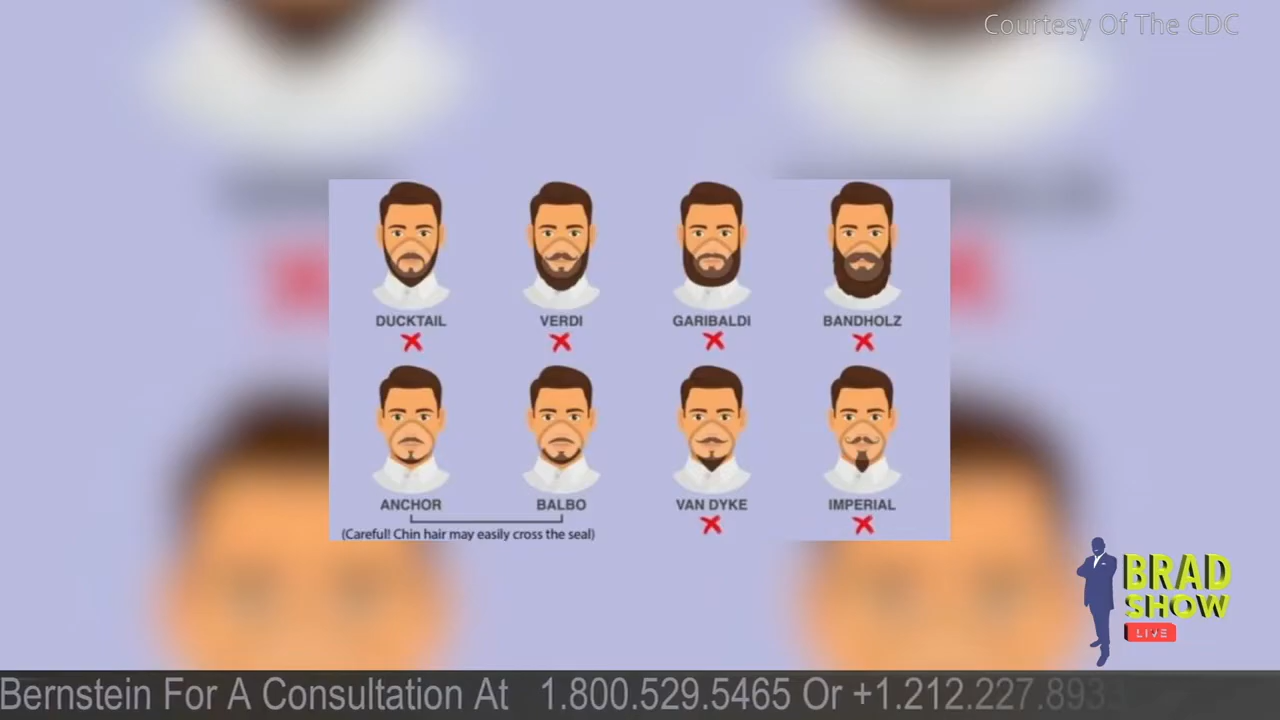 Courtesy Of The CDC
DUCKTAIL VERDI GARIBALDI BANDHOLZ
ANCHOR BALBO VAN DYKE IMPERIAL
(Careful! Chin hair may easily cross the seal)
BRAD
SHOW
LIVE
Bernstein For A Consultation At 1.800.529.5465 Or +1.212.227.893